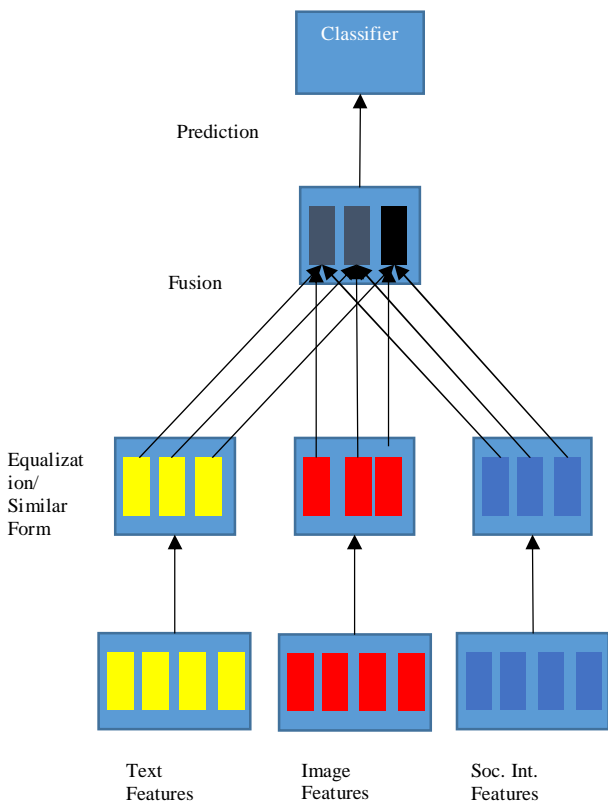 Classifier
Prediction
Fusion
Equalizat
ion/
Similar
Form
Text
Features
Image
Features
Soc. Int.
Features